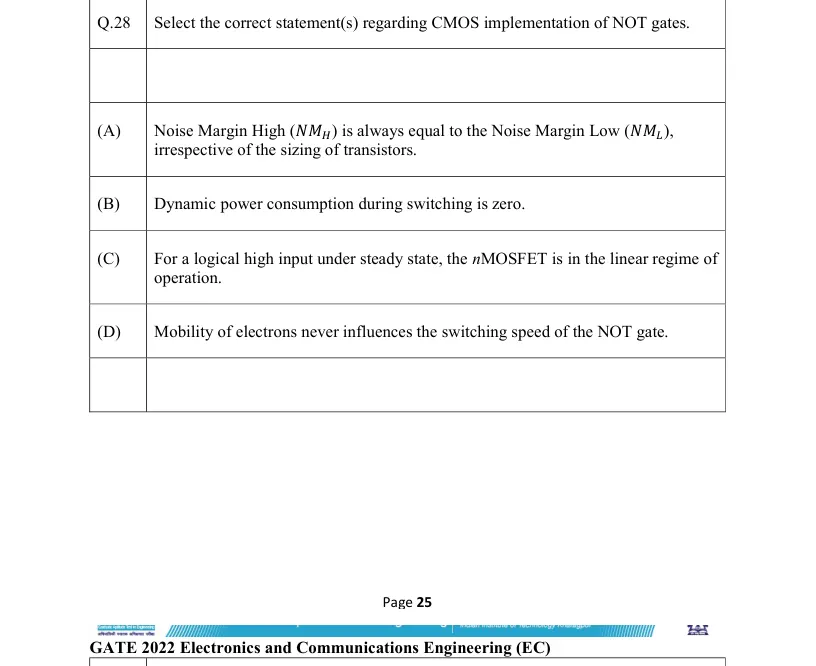 Q.28 Select the correct statement(s) regarding CMOS implementation of NOT gates.
(A) Noise Margin High (NM_H) is always equal to the Noise Margin Low (NM_L),
irrespective of the sizing of transistors.
(B) Dynamic power consumption during switching is zero.
(C) For a logical high input under steady state, the nMOSFET is in the linear regime of
operation.
(D) Mobility of electrons never influences the switching speed of the NOT gate.
Page 25
GATE 2022 Electronics and Communications Engineering (EC)